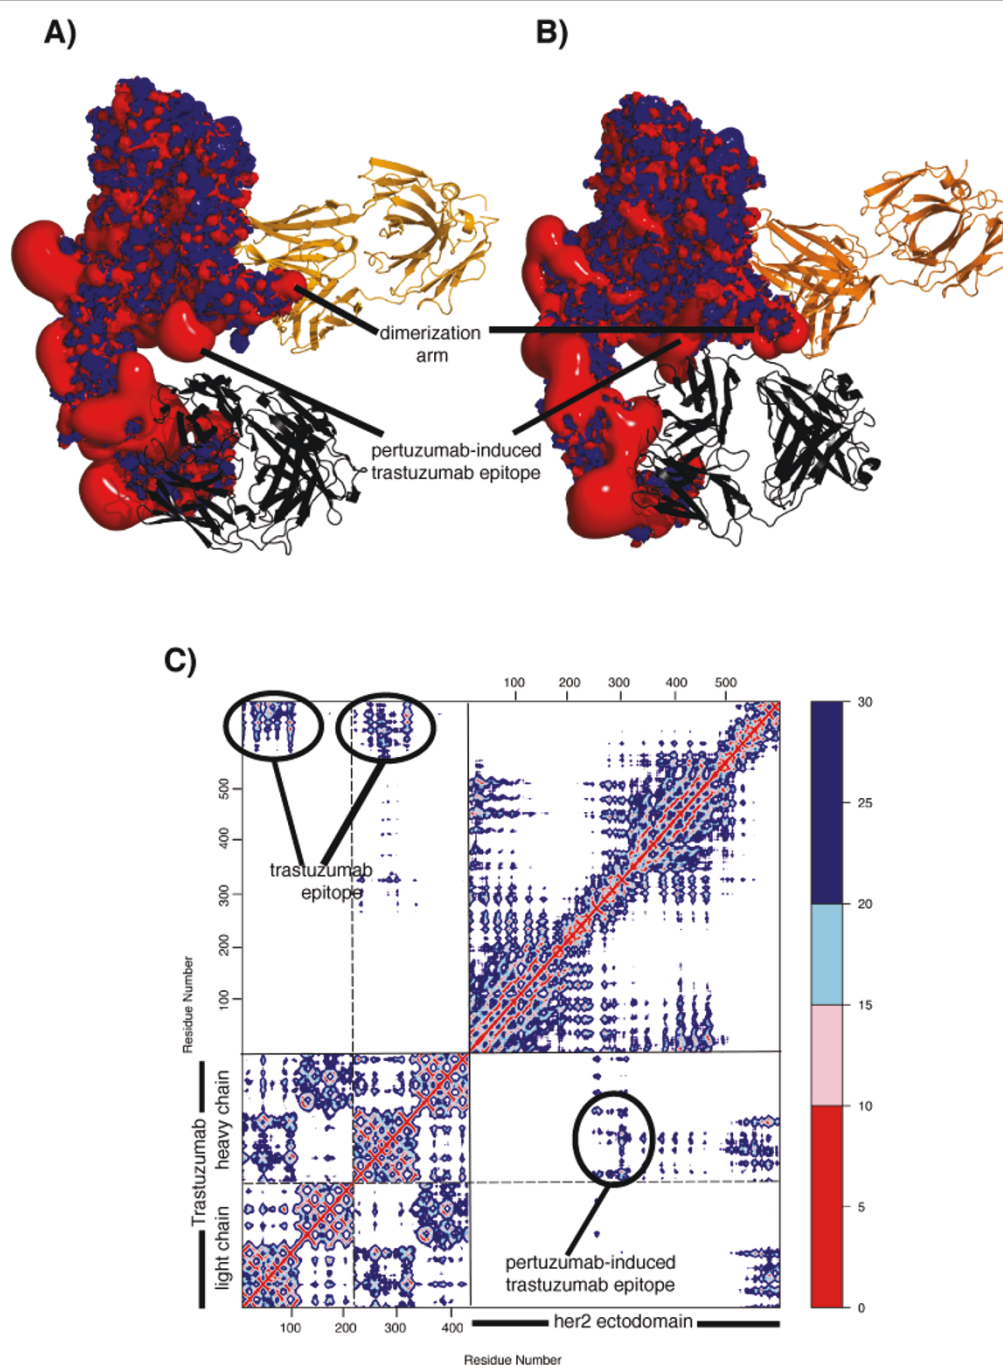 A)
B)
dimerization
arm
pertuzumab-induced
trastuzumab epitope
C)
100 200 300 400 500
30
25
20
15
10
5
0
500
400
300
200
100
trastuzumab
epitope
Residue Number
Trastuzumab
heavy chain
light chain
pertuzumab-induced
trastuzumab epitope
100 200 300 400
her2 ectodomain
Residue Number